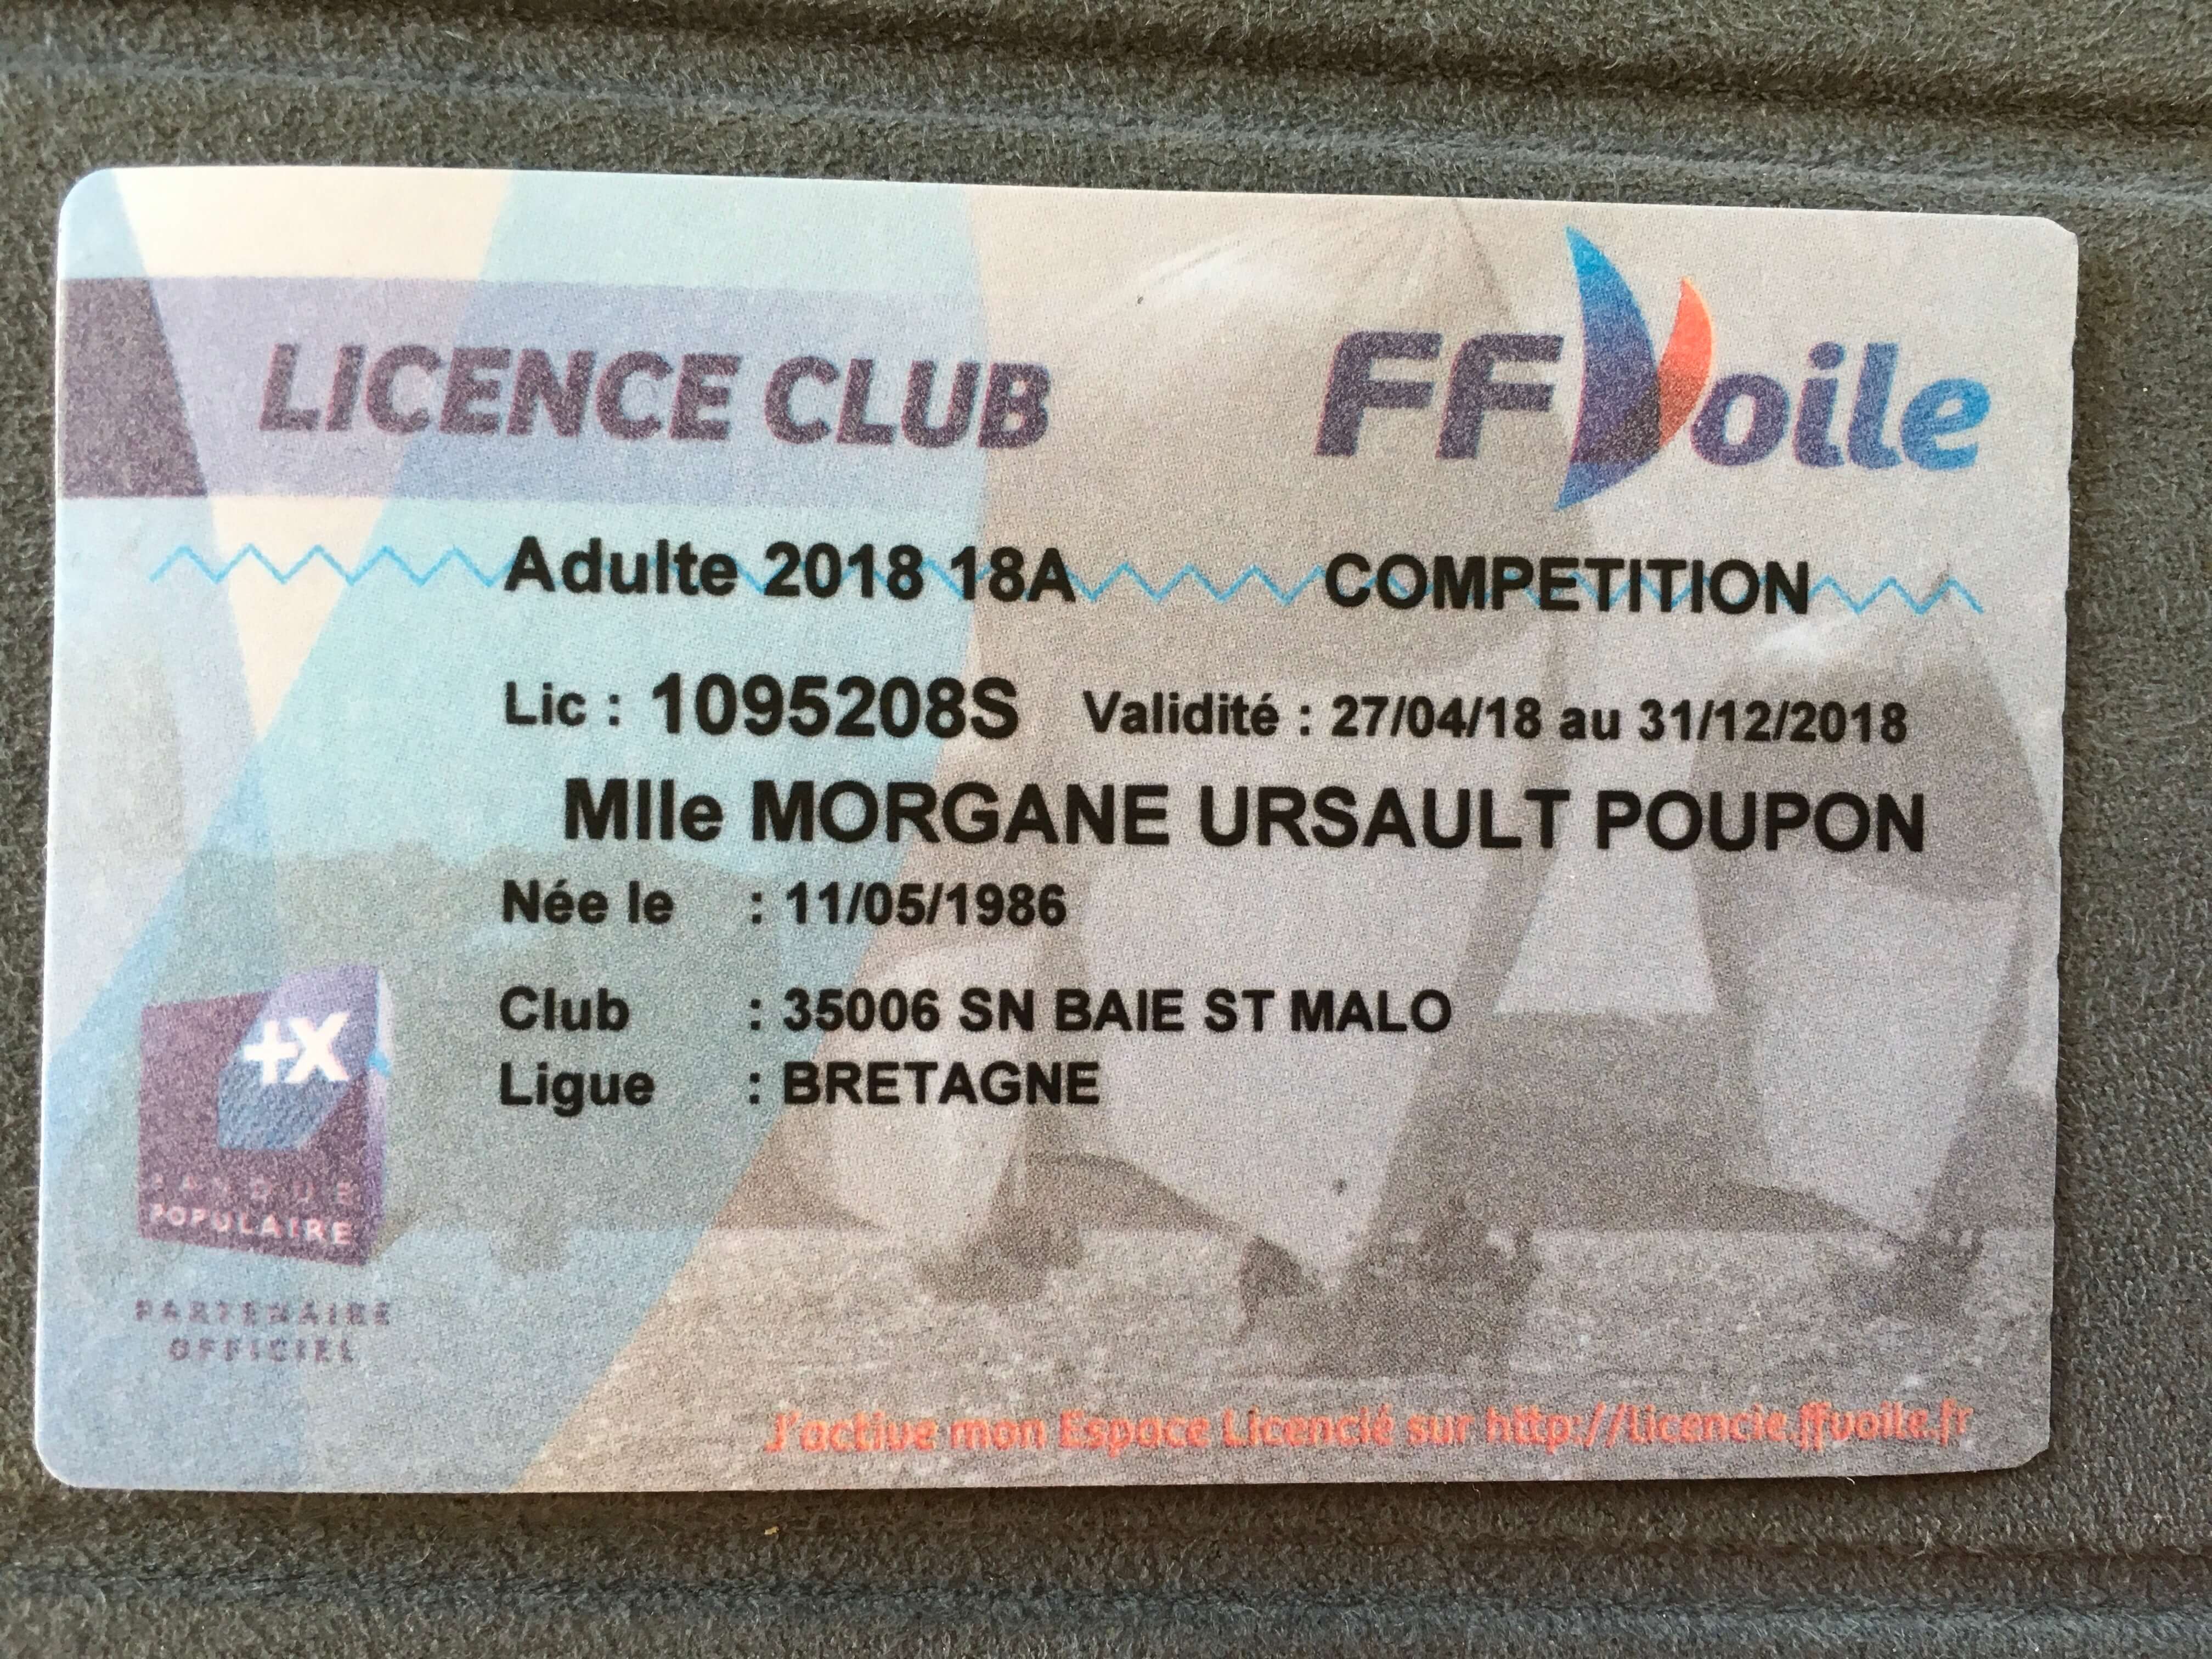 LICENCE CLUB
FFVoile
Adulte 2018 18A COMPETITION
Lic : 1095208S Validité : 27/04/18 au 31/12/2018
Mlle MORGANE URSAULT POUPON
Née le : 11/05/1986
Club : 35006 SN BAIE ST MALO
Ligue : BRETAGNE
+X
BANQUE
POPULAIRE
PARTENAIRE
OFFICIEL
J'active mon Espace Licencié sur http://licencie.ffvoile.fr